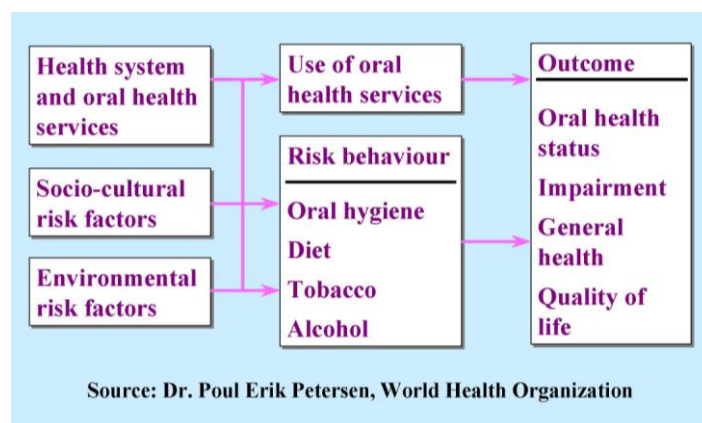 Health system
and oral health
services
Socio-cultural
risk factors
Environmental
risk factors
Use of oral
health services
Risk behaviour
Oral hygiene
Diet
Tobacco
Alcohol
Outcome
Oral health
status
Impairment
General
health
Quality of
life
Source: Dr. Poul Erik Petersen, World Health Organization